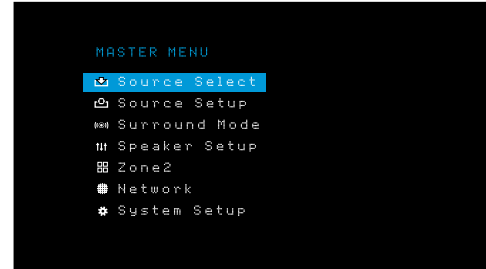 MASTER MENU
Source Select
Source Setup
Surround Mode
Speaker Setup
Zone2
Network
System Setup